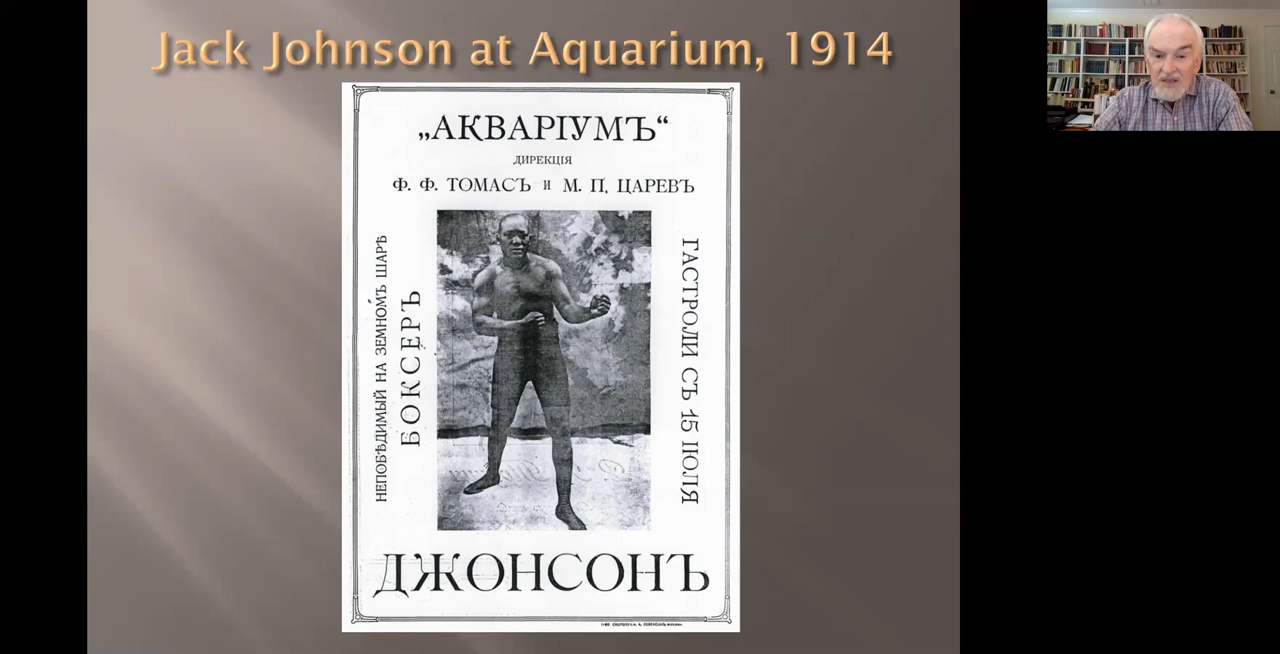 Jack Johnson at Aquarium, 1914
„АКВАРІУМЪ“
ДИРЕКЦІЯ
Ф. Ф. ТОМАСЪ и М. П. ЦАРЕВЪ
НЕПОБѢДИМЫЙ НА ЗЕМНОМЪ ШАРѢ
БОКСЕРЪ
ГАСТРОЛИ СЪ 15 ІЮЛЯ
ДЖОНСОНЪ